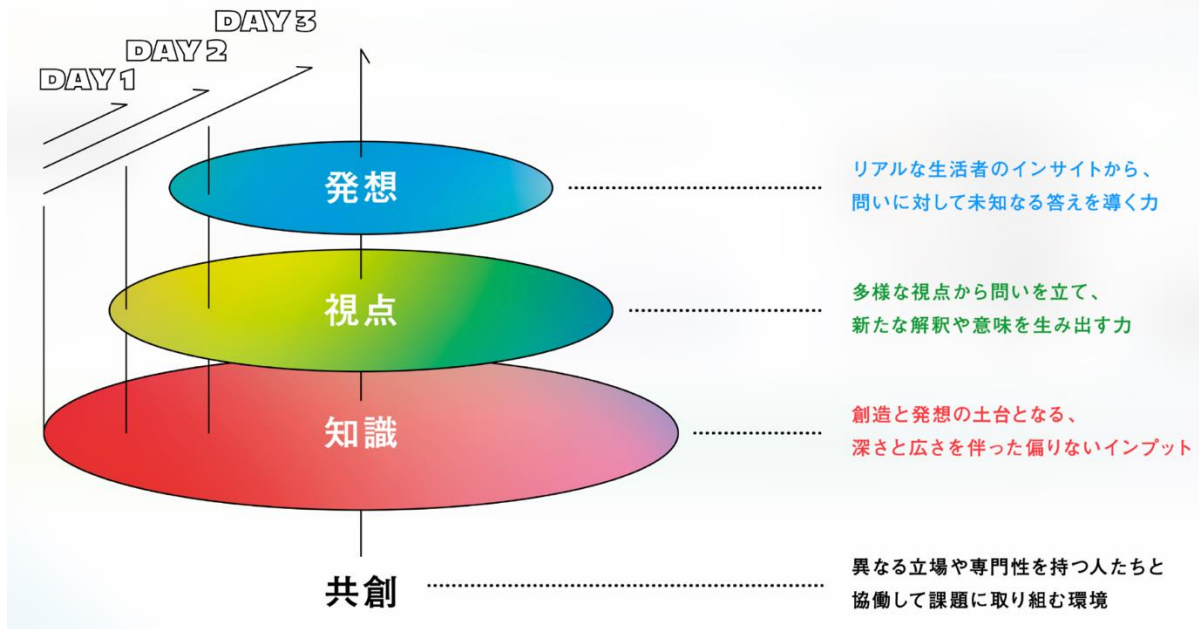 DAY 1
DAY 2
DAY 3
発想
リアルな生活者のインサイトから、
問いに対して未知なる答えを導く力
視点
多様な視点から問いを立て、
新たな解釈や意味を生み出す力
知識
創造と発想の土台となる、
深さと広さを伴った偏りないインプット
共創
異なる立場や専門性を持つ人たちと
協働して課題に取り組む環境